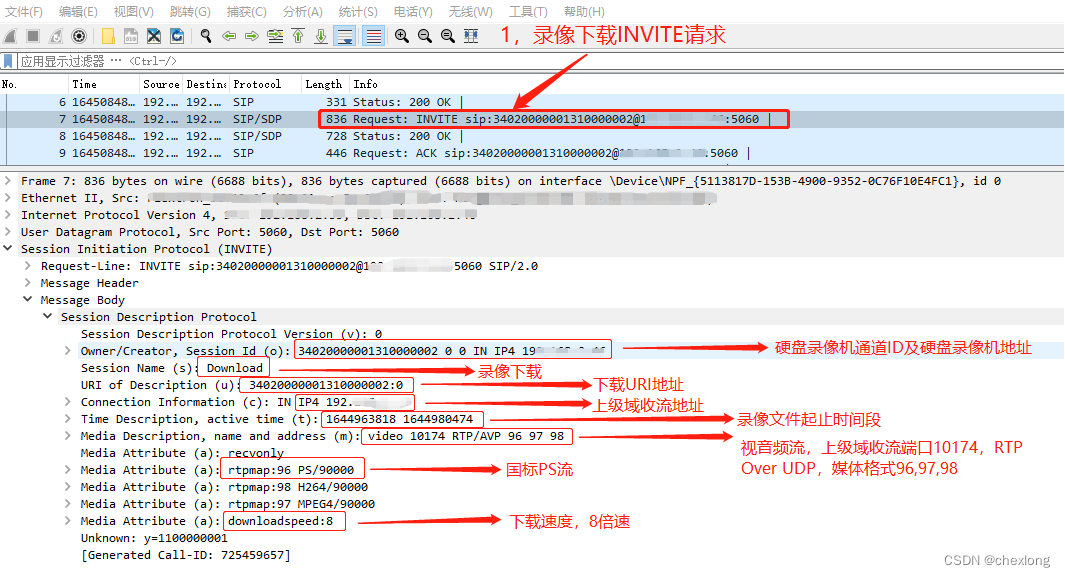 文件(F) 编辑(E) 视图(V) 跳转(G) 捕获(C) 分析(A) 统计(S) 电话(Y) 无线(W) 工具(T) 帮助(H)
1，录像下载INVITE请求
应用显示过滤器 … <Ctrl-/>
No. Time Source Destin: Protocol Length Info
6 16450848… 192.… 192.… SIP 331 Status: 200 OK |
7 16450848… 192.… 192.… SIP/SDP 836 Request: INVITE sip:34020000001310000002@1 :5060 |
8 16450848… 192.… 192.… SIP/SDP 728 Status: 200 OK |
9 16450848… 192.… 192.… SIP 446 Request: ACK sip:34020000001310000002@ :5060 |
Frame 7: 836 bytes on wire (6688 bits), 836 bytes captured (6688 bits) on interface \Device\NPF_{5113817D-153B-4900-9352-0C76F10E4FC1}, id 0
Ethernet II, Src:
Internet Protocol Version 4,
User Datagram Protocol, Src Port: 5060, Dst Port: 5060
Session Initiation Protocol (INVITE)
Request-Line: INVITE sip:34020000001310000002@1 5060 SIP/2.0
Message Header
Message Body
Session Description Protocol
Session Description Protocol Version (v): 0
Owner/Creator, Session Id (o): 34020000001310000002 0 0 IN IP4 19 硬盘录像机通道ID及硬盘录像机地址
Session Name (s): Download 录像下载
URI of Description (u): 34020000001310000002:0 下载URI地址
Connection Information (c): IN IP4 192. 上级域收流地址
Time Description, active time (t): 1644963818 1644980474 录像文件起止时间段
Media Description, name and address (m): video 10174 RTP/AVP 96 97 98
视音频流，上级域收流端口10174，RTP
Over UDP，媒体格式96,97,98
Media Attribute (a): recvonly
Media Attribute (a): rtpmap:96 PS/90000 国标PS流
Media Attribute (a): rtpmap:98 H264/90000
Media Attribute (a): rtpmap:97 MPEG4/90000
Media Attribute (a): downloadspeed:8 下载速度，8倍速
Unknown: y=1100000001
[Generated Call-ID: 725459657]
CSDN @chexlong